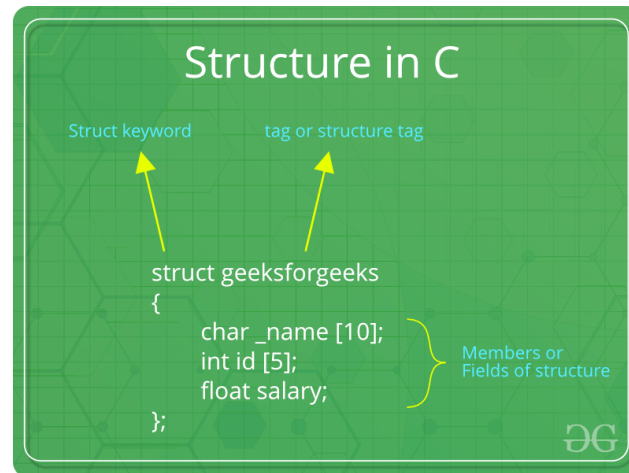 Structure in C
Struct keyword
tag or structure tag
struct geeksforgeeks
{
char _name [10];
int id [5];
float salary;
};
Members or
Fields of structure